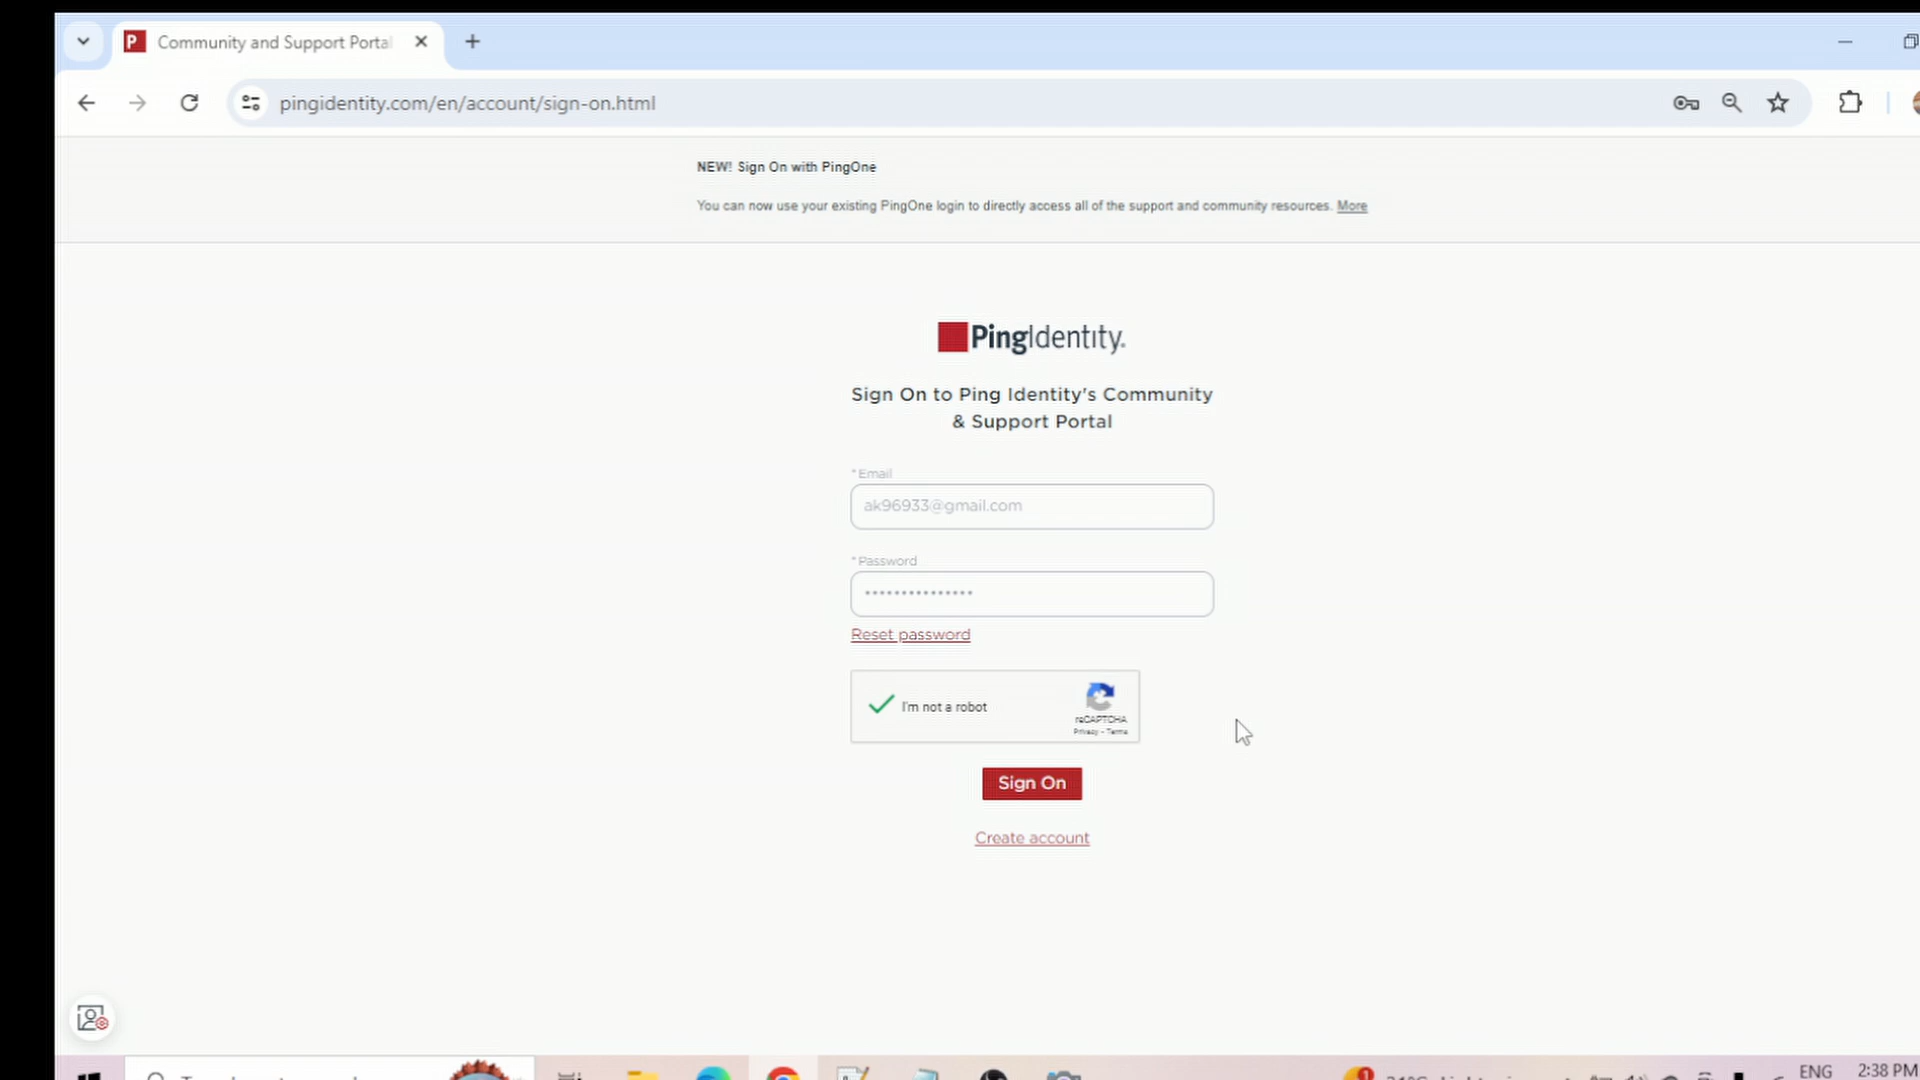 Community and Support Portal
pingidentity.com/en/account/sign-on.html
NEW! Sign On with PingOne
You can now use your existing PingOne login to directly access all of the support and community resources. More
PingIdentity.
Sign On to Ping Identity's Community
& Support Portal
*Email
ak96933@gmail.com
*Password
•••••••••••••••
Reset password
I'm not a robot
reCAPTCHA
Privacy - Terms
Sign On
Create account
1
ENG
2:38 PM